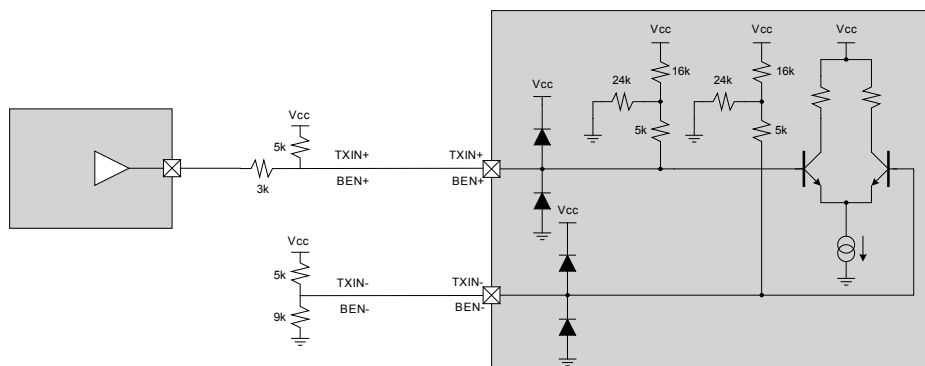 Vcc
Vcc
Vcc
16k
16k
24k
24k
Vcc
5k
5k
Vcc
5k
TXIN+
TXIN+
BEN+
BEN+
3k
Vcc
Vcc
5k
TXIN-
TXIN-
BEN-
BEN-
9k